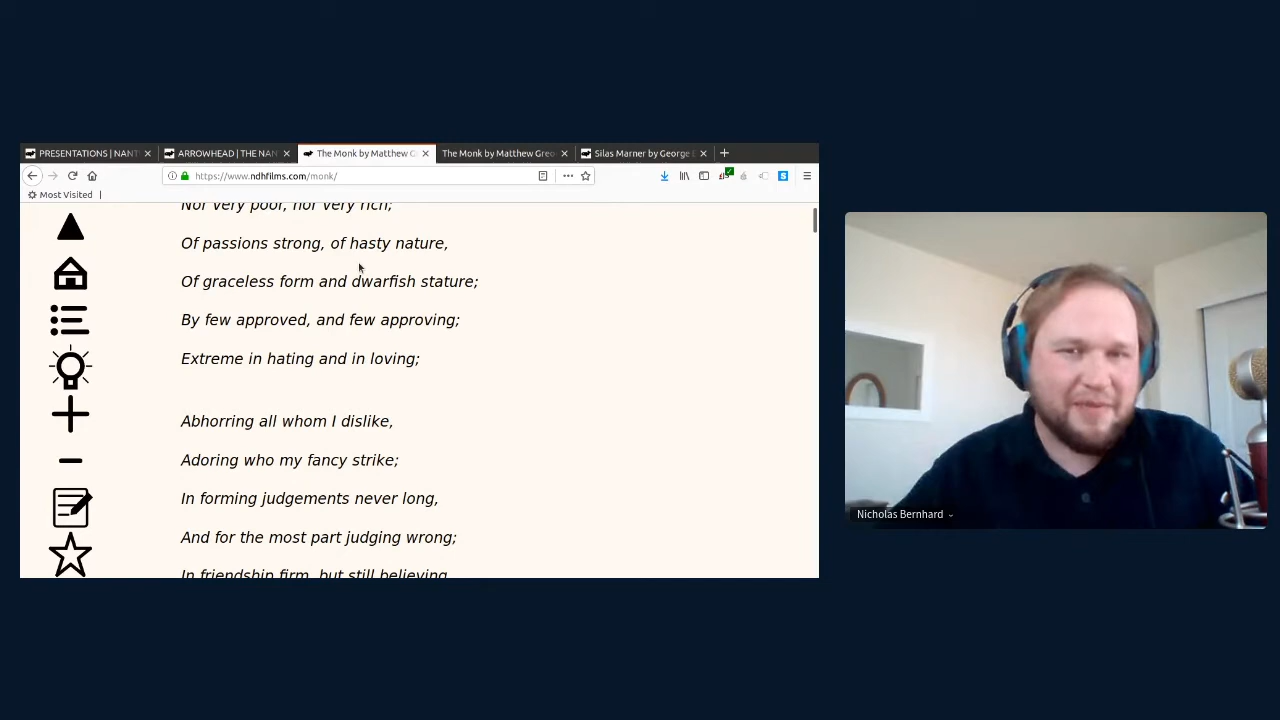 PRESENTATIONS | NANT
ARROWHEAD | THE NAN
The Monk by Matthew G
The Monk by Matthew Greo
Silas Marner by George E
https://www.ndhfilms.com/monk/
Most Visited
Nor very poor, nor very rich;
Of passions strong, of hasty nature,
Of graceless form and dwarfish stature;
By few approved, and few approving;
Extreme in hating and in loving;
Abhorring all whom I dislike,
Adoring who my fancy strike;
In forming judgements never long,
And for the most part judging wrong;
In friendship firm, but still believing
Nicholas Bernhard